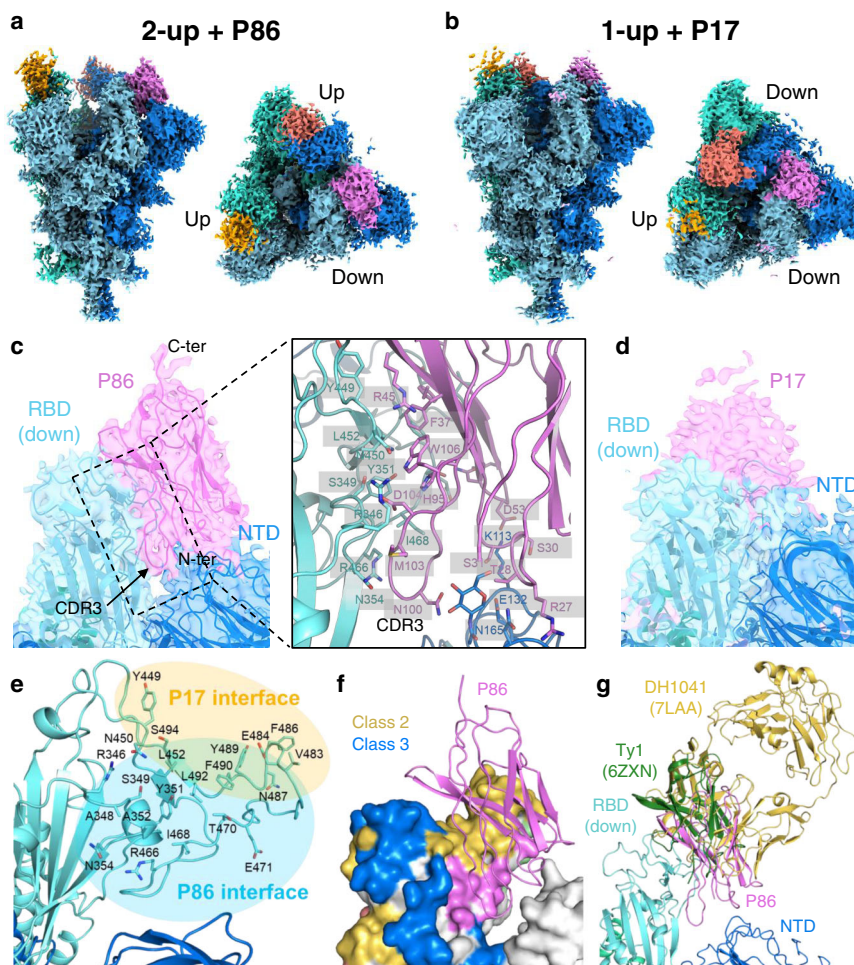 a
2-up + P86
Up
Up
Down
b
1-up + P17
Down
Up
Down
c
C-ter
P86
RBD
(down)
N-ter
NTD
CDR3
Y449
R45
F37
L452
N450
W106
Y351
S349
D104
H95
R346
D53
I468
K113
S30
R466
M103
S31
T28
N354
E132
R27
N100
CDR3
N165
d
P17
RBD
(down)
NTD
e
Y449
P17 interface
S494
N450
E484
F486
R346
L452
Y489
V483
S349
L492
F490
Y351
N487
A348
A352
T470
I468
N354
R466
E471
P86 interface
f
P86
Class 2
Class 3
g
DH1041
(7LAA)
Ty1
(6ZXN)
RBD
(down)
P86
NTD